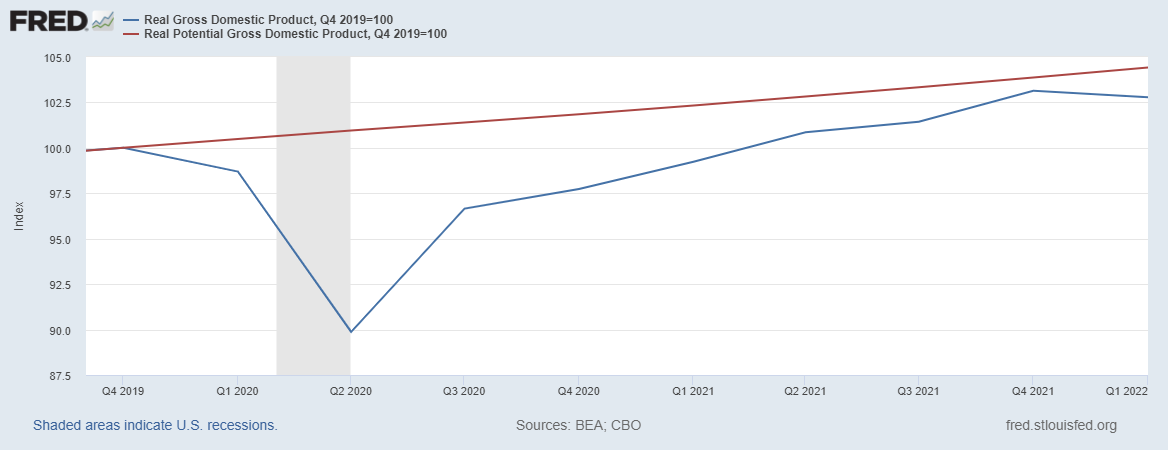 FRED
Real Gross Domestic Product, Q4 2019=100
Real Potential Gross Domestic Product, Q4 2019=100
105.0
102.5
100.0
97.5
95.0
92.5
90.0
87.5
Index
Q4 2019 Q1 2020 Q2 2020 Q3 2020 Q4 2020 Q1 2021 Q2 2021 Q3 2021 Q4 2021 Q1 2022
Shaded areas indicate U.S. recessions. Sources: BEA; CBO fred.stlouisfed.org